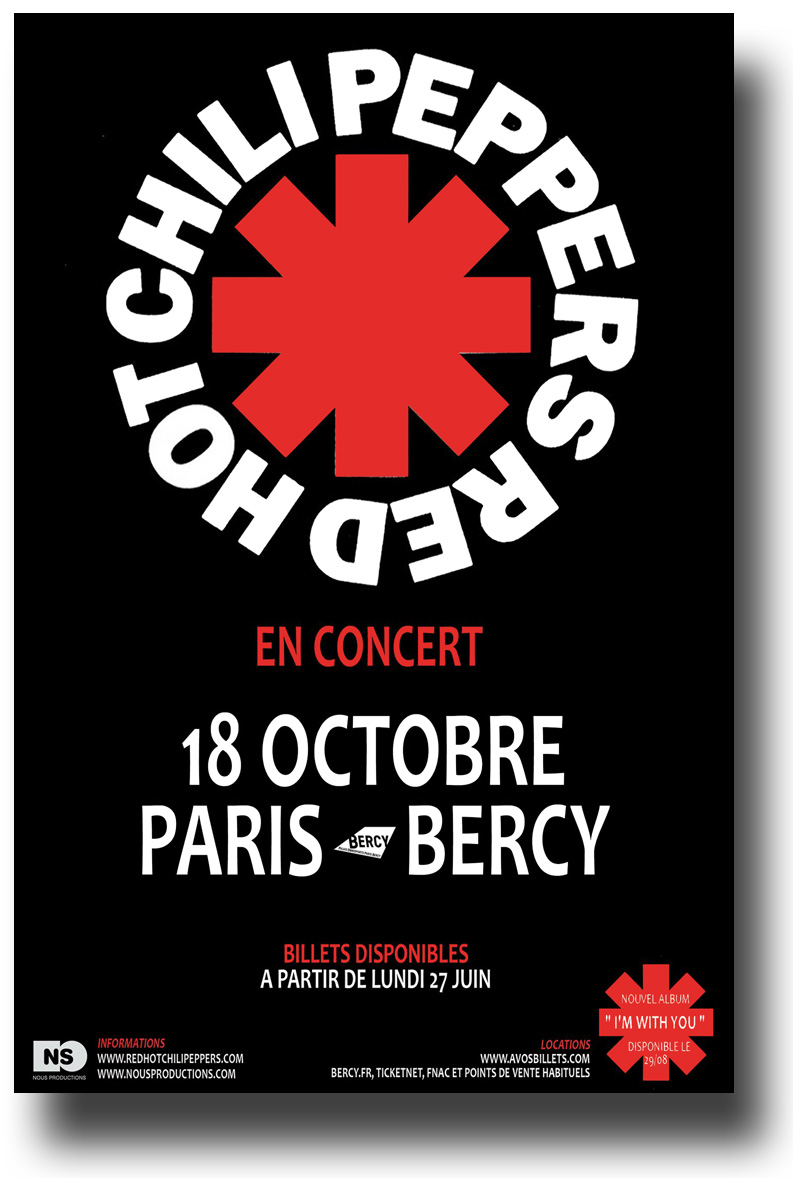 RED HOT CHILI PEPPERS
EN CONCERT
18 OCTOBRE
PARIS BERCY BERCY
BILLETS DISPONIBLES
A PARTIR DE LUNDI 27 JUIN
NOUVEL ALBUM
" I'M WITH YOU "
DISPONIBLE LE
29/08
NS
NOUS PRODUCTIONS
INFORMATIONS
WWW.REDHOTCHILIPEPPERS.COM
WWW.NOUSPRODUCTIONS.COM
LOCATIONS
WWW.AVOSBILLETS.COM
BERCY.FR, TICKETNET, FNAC ET POINTS DE VENTE HABITUELS